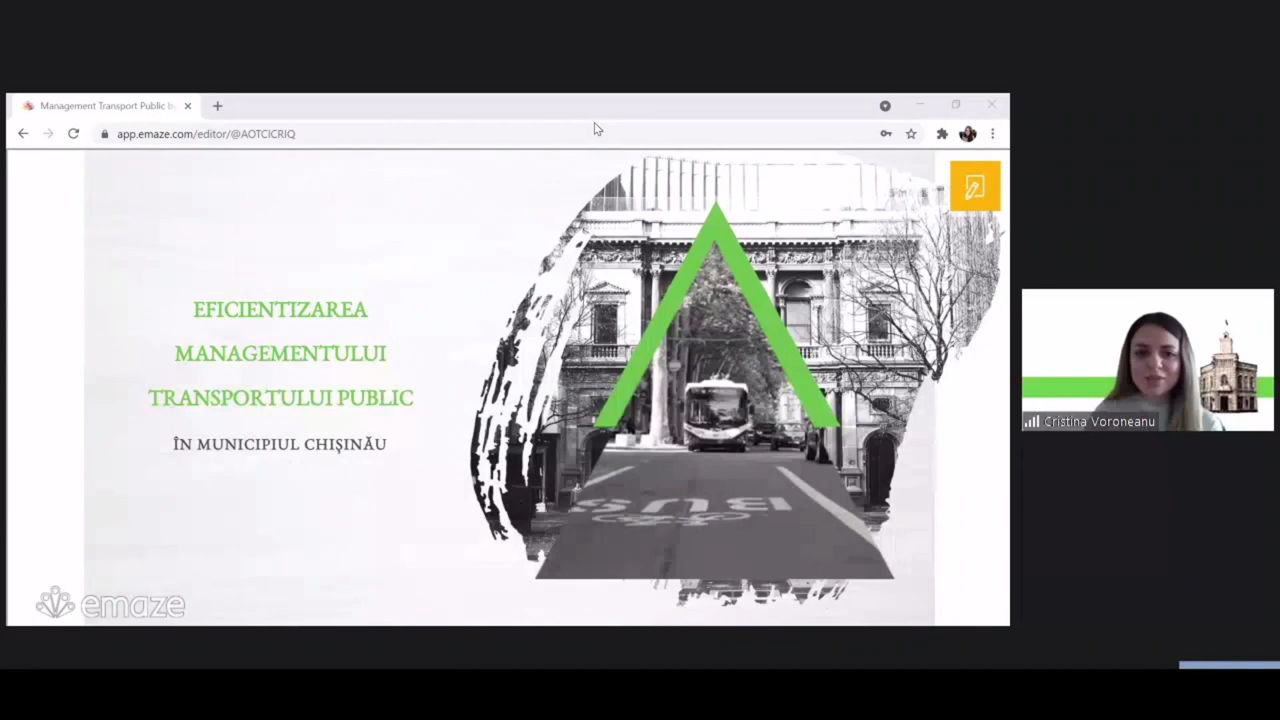 Management Transport Public b
app.emaze.com/editor/@AOTCICRIQ
EFICIENTIZAREA
MANAGEMENTULUI
TRANSPORTULUI PUBLIC
ÎN MUNICIPIUL CHIȘINĂU
BUS
emaze
Cristina Voroneanu